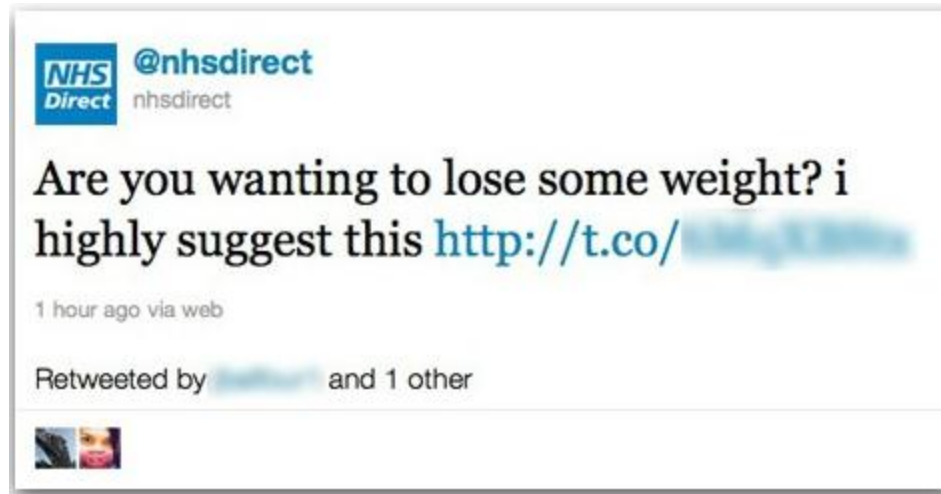 NHS
Direct
@nhsdirect
nhsdirect
Are you wanting to lose some weight? i
highly suggest this http://t.co/
1 hour ago via web
Retweeted by and 1 other